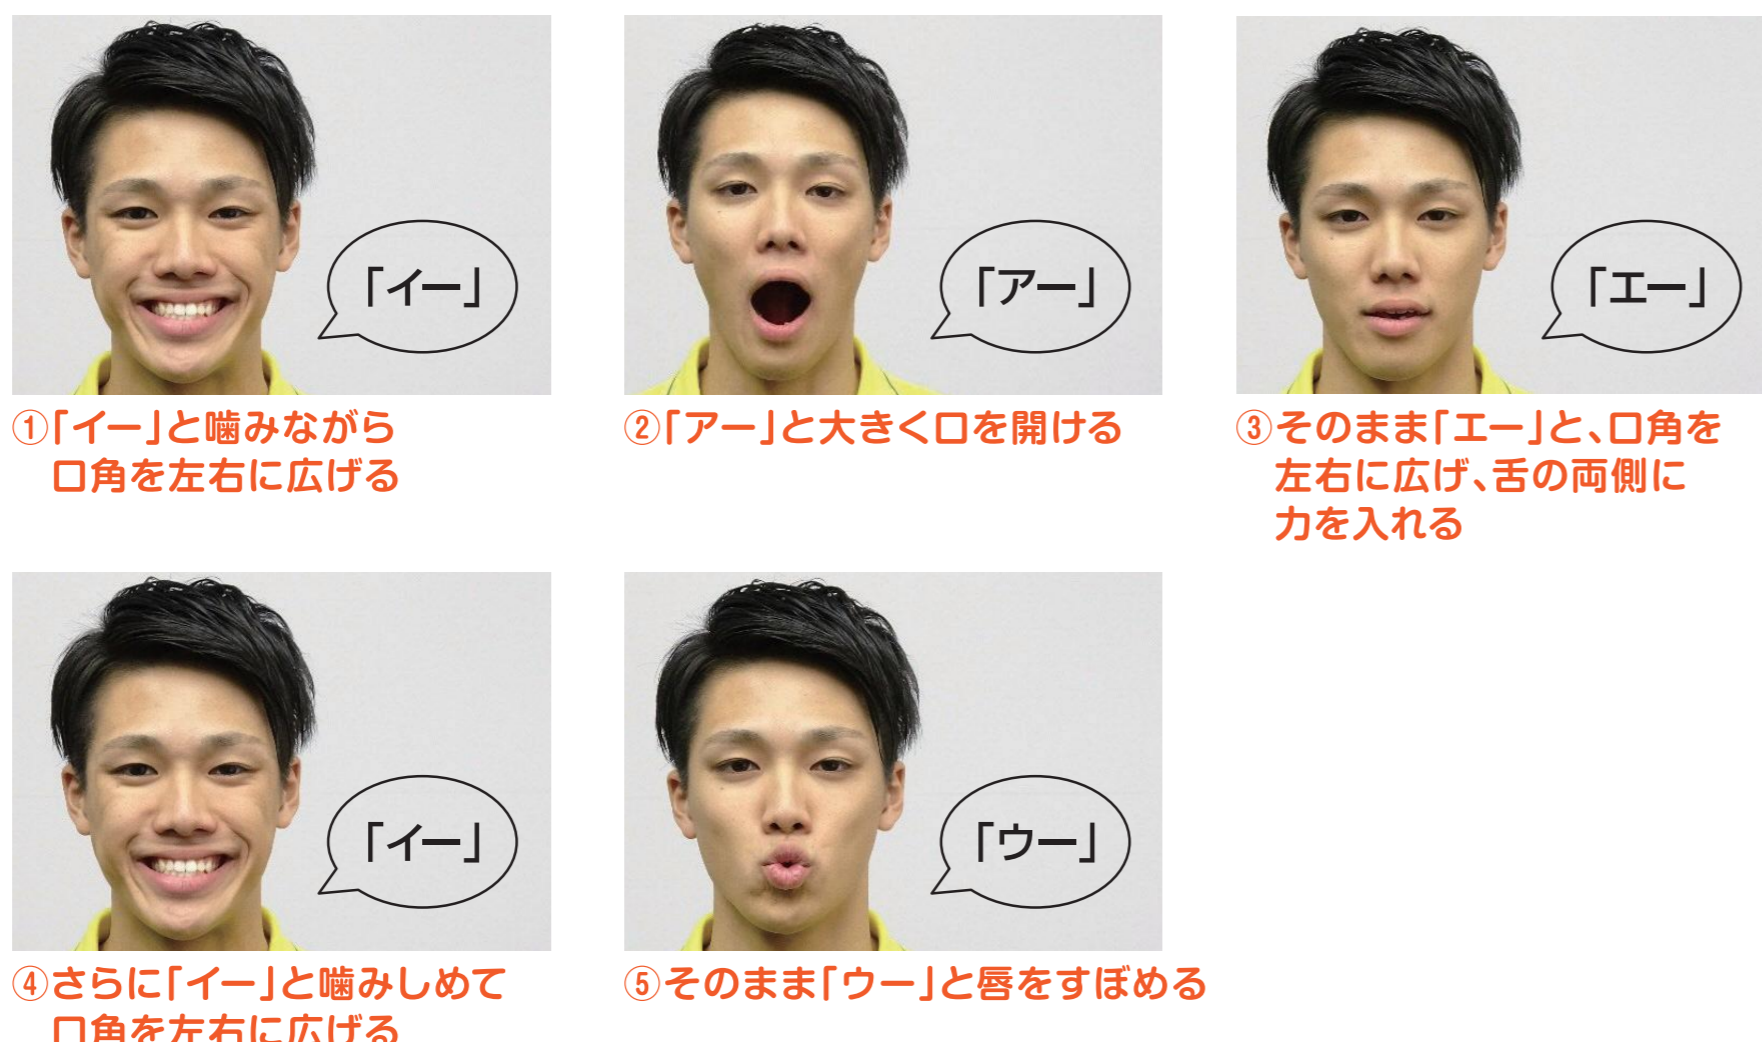 「イー」
「アー」
「エー」
①「イー」と噛みながら
口角を左右に広げる
②「アー」と大きく口を開ける
③そのまま「エー」と、口角を
左右に広げ、舌の両側に
力を入れる
「イー」
「ウー」
④さらに「イー」と噛みしめて
口角を左右に広げる
⑤そのまま「ウー」と唇をすぼめる